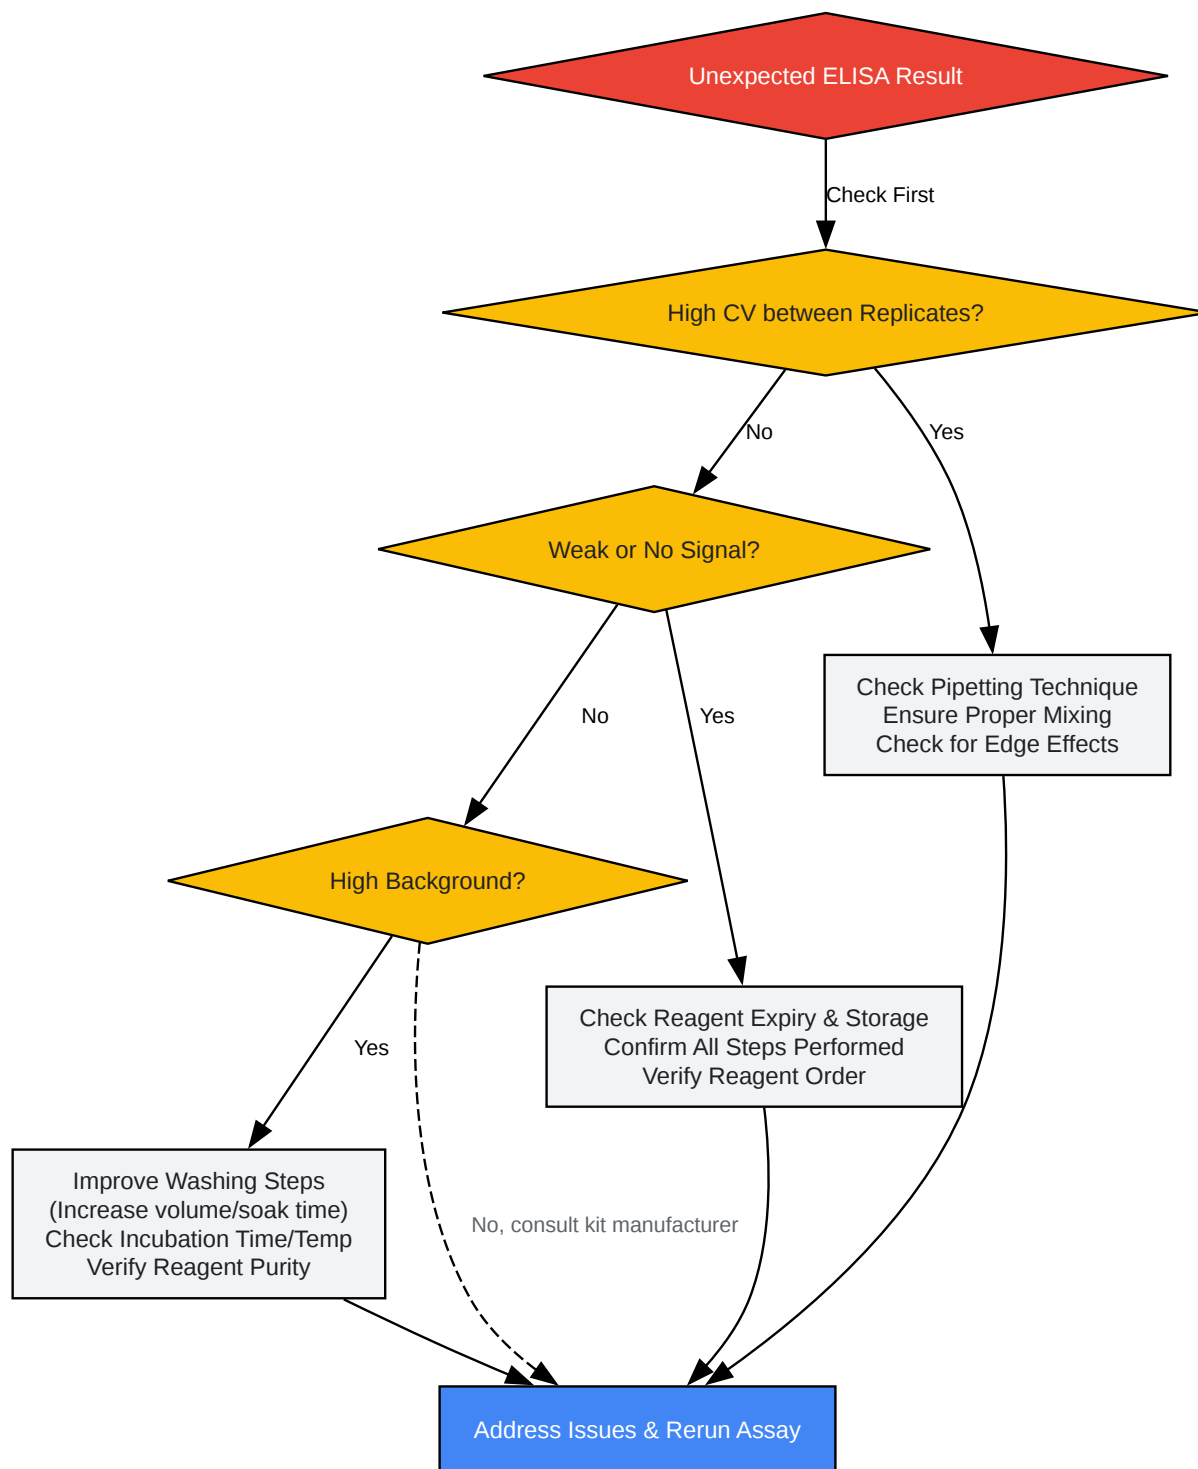 Unexpected ELISA Result
Check First
High CV between Replicates?
No
Yes
Weak or No Signal?
No
Yes
Check Pipetting Technique
Ensure Proper Mixing
Check for Edge Effects
High Background?
Yes
Check Reagent Expiry & Storage
Confirm All Steps Performed
Verify Reagent Order
Improve Washing Steps
(Increase volume/soak time)
Check Incubation Time/Temp
Verify Reagent Purity
No, consult kit manufacturer
Address Issues & Rerun Assay